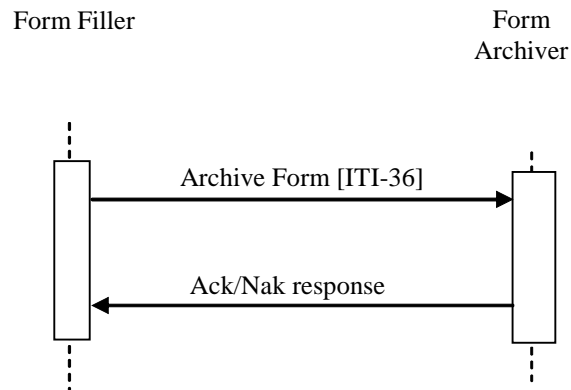 Form Filler
Form
Archiver
Archive Form [ITI-36]
Ack/Nak response